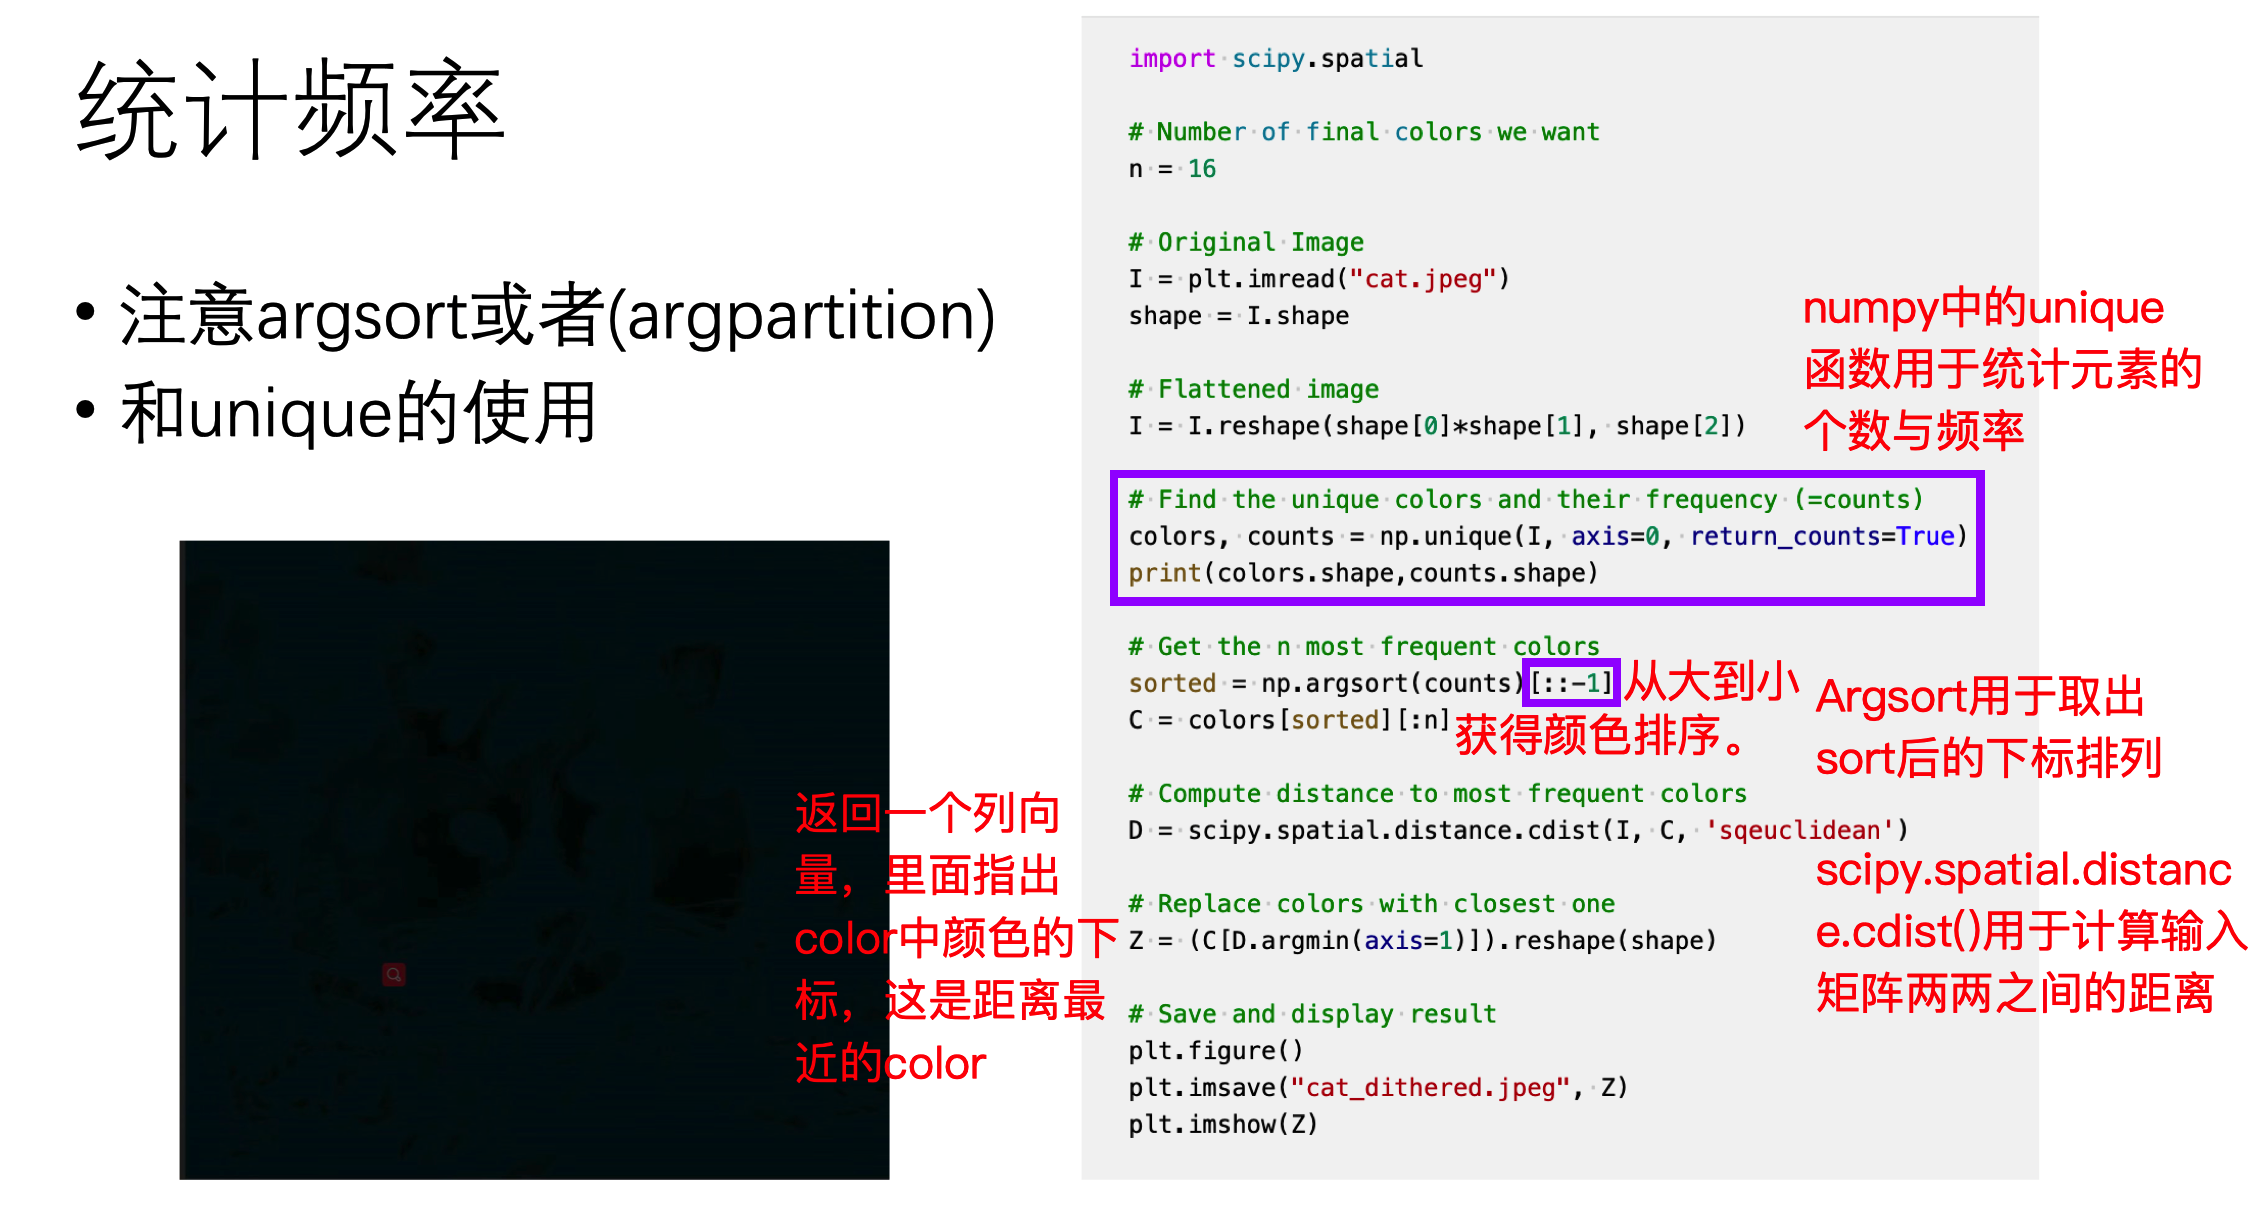 统计频率
• 注意argsort或者(argpartition)
• 和unique的使用
import scipy.spatial
# Number of final colors we want
n = 16
# Original Image
I = plt.imread("cat.jpeg")
shape = I.shape
# Flattened image
I = I.reshape(shape[0]*shape[1], shape[2])
numpy中的unique
函数用于统计元素的
个数与频率
# Find the unique colors and their frequency (=counts)
colors, counts = np.unique(I, axis=0, return_counts=True)
print(colors.shape,counts.shape)
# Get the n most frequent colors
sorted = np.argsort(counts)[::-1]
C = colors[sorted][:n]
从大到小
获得颜色排序。
Argsort用于取出
sort后的下标排列
# Compute distance to most frequent colors
D = scipy.spatial.distance.cdist(I, C, 'sqeuclidean')
返回一个列向
量，里面指出
color中颜色的下
标，这是距离最
近的color
scipy.spatial.distanc
e.cdist()用于计算输入
矩阵两两之间的距离
# Replace colors with closest one
Z = (C[D.argmin(axis=1)]).reshape(shape)
# Save and display result
plt.figure()
plt.imsave("cat_dithered.jpeg", Z)
plt.imshow(Z)